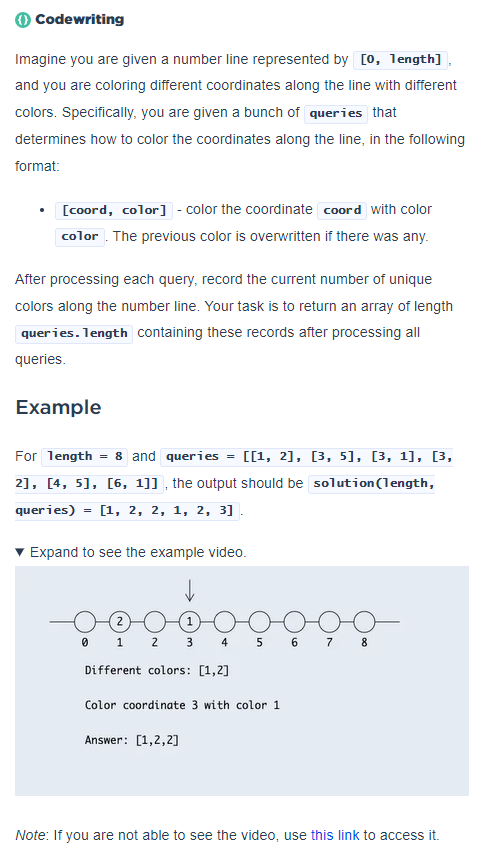 Codewriting
Imagine you are given a number line represented by [0, length] ,
and you are coloring different coordinates along the line with different
colors. Specifically, you are given a bunch of queries that
determines how to color the coordinates along the line, in the following
format:
• [coord, color] - color the coordinate coord with color
color . The previous color is overwritten if there was any.
After processing each query, record the current number of unique
colors along the number line. Your task is to return an array of length
queries.length containing these records after processing all
queries.
Example
For length = 8 and queries = [[1, 2], [3, 5], [3, 1], [3,
2], [4, 5], [6, 1]] , the output should be solution(length,
queries) = [1, 2, 2, 1, 2, 3] .
▼ Expand to see the example video.
2 1
0 1 2 3 4 5 6 7 8
Different colors: [1,2]
Color coordinate 3 with color 1
Answer: [1,2,2]
Note: If you are not able to see the video, use this link to access it.